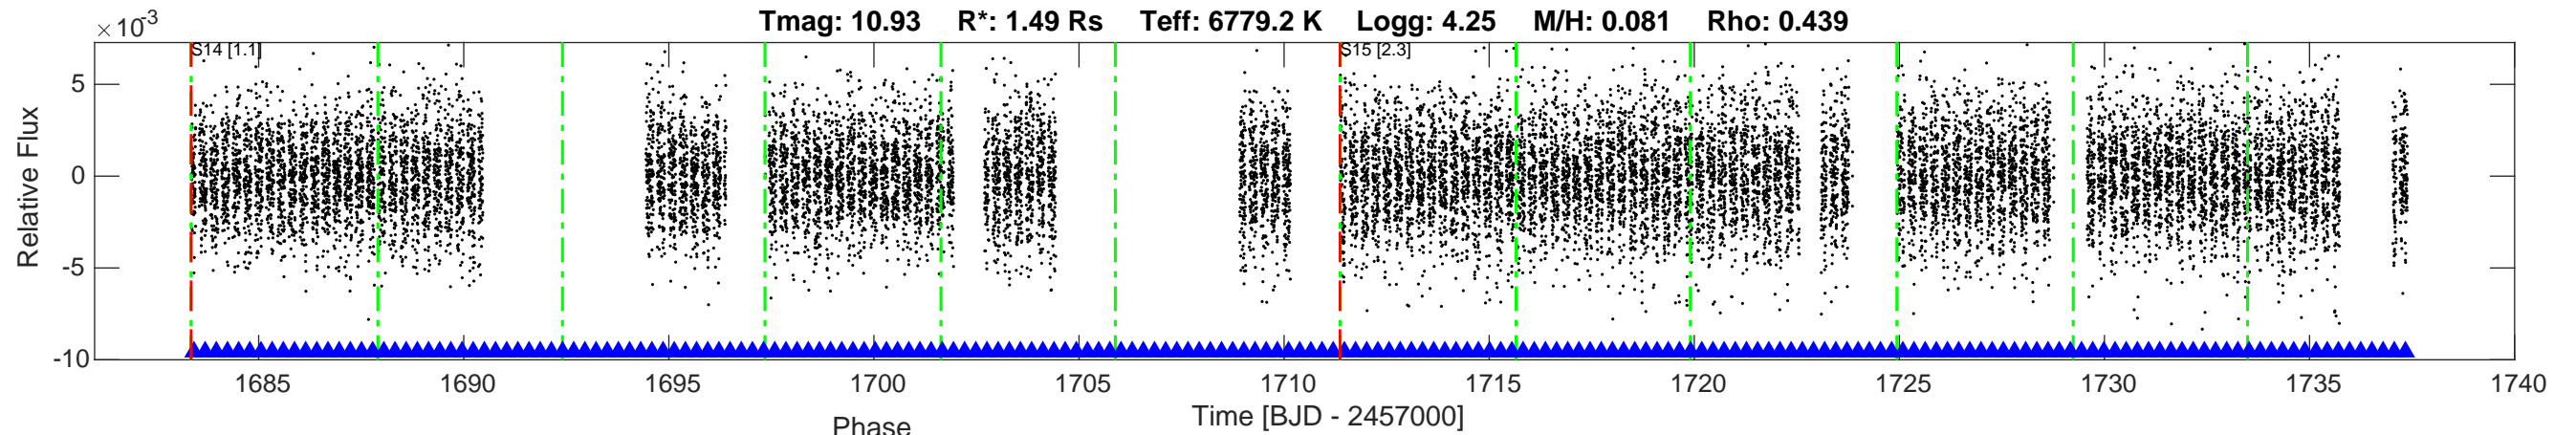 Tmag: 10.93 R*: 1.49 Rs Teff: 6779.2 K Logg: 4.25 M/H: 0.081 Rho: 0.439
×10-3
S14 [1.1] S15 [2.3]
5
0
-5
-10
Relative Flux
1685 1690 1695 1700 1705 1710 1715 1720 1725 1730 1735 1740
Time [BJD - 2457000]
Phase